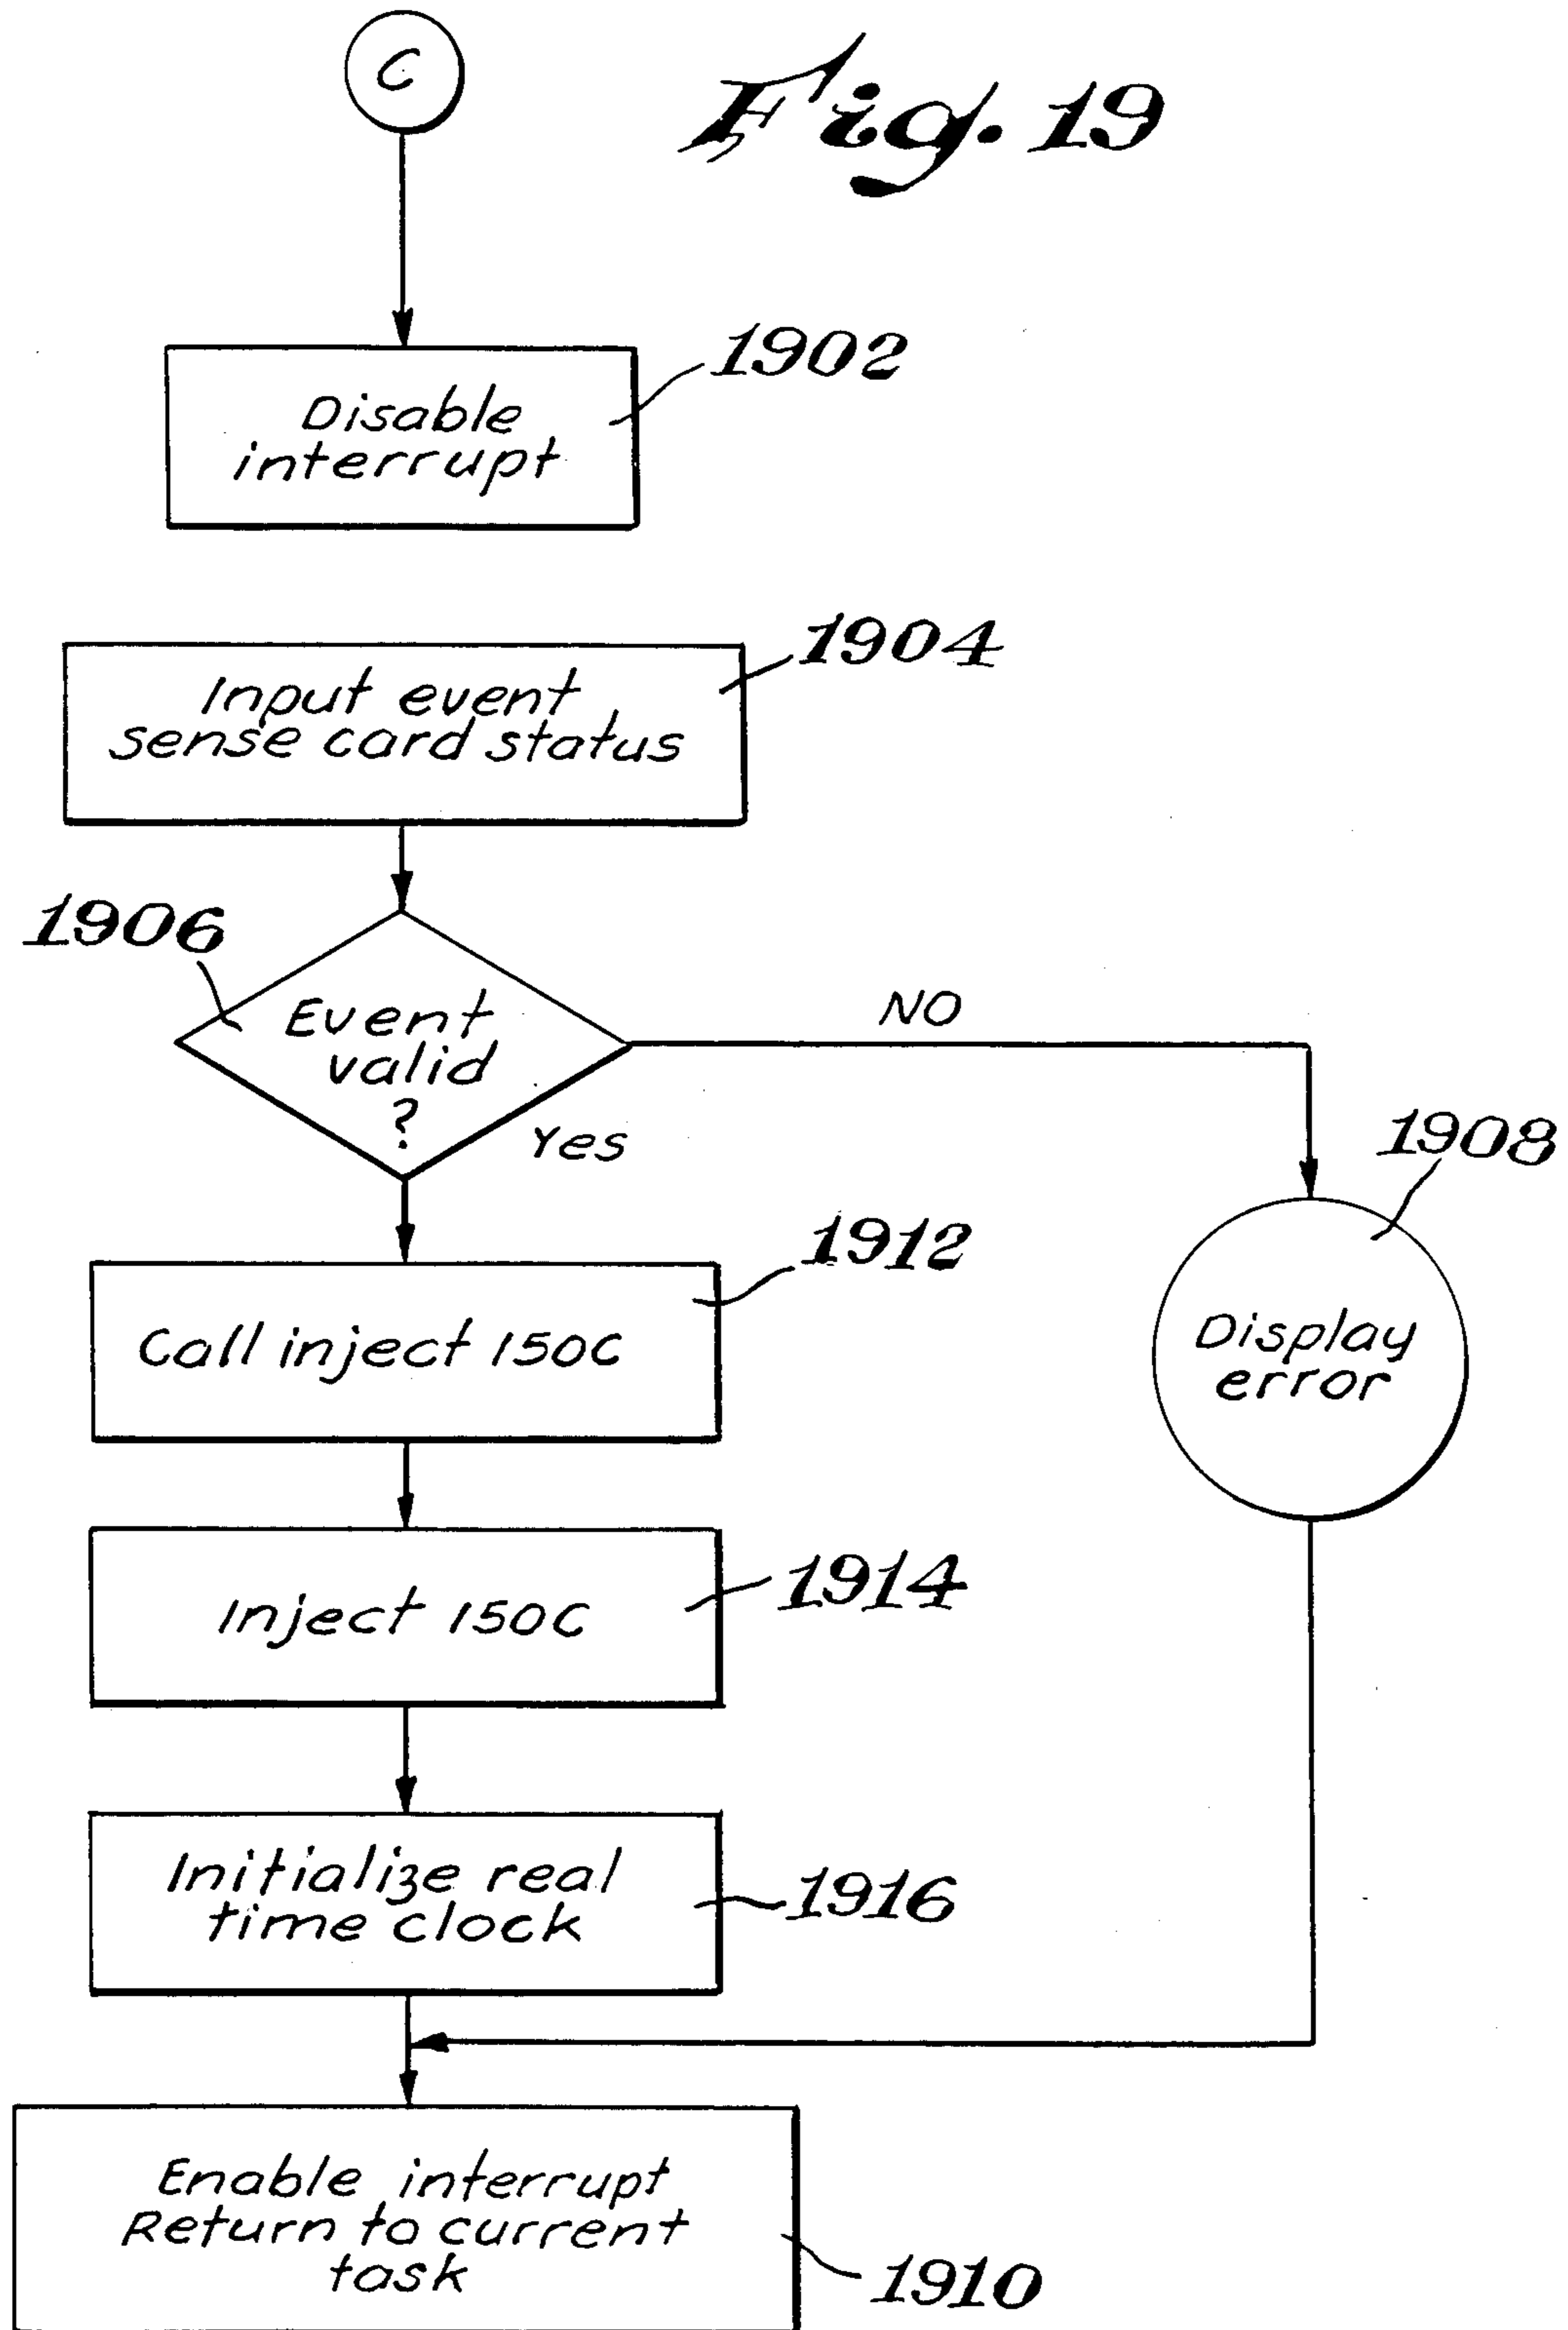 C
Fig. 19
1902
Disable
interrupt
1904
Input event
sense card status
1906
Event
valid
?
NO
Yes
1908
Display
error
1912
Call inject 150C
1914
Inject 150C
Initialize real
time clock
1916
Enable interrupt
Return to current
task
1910